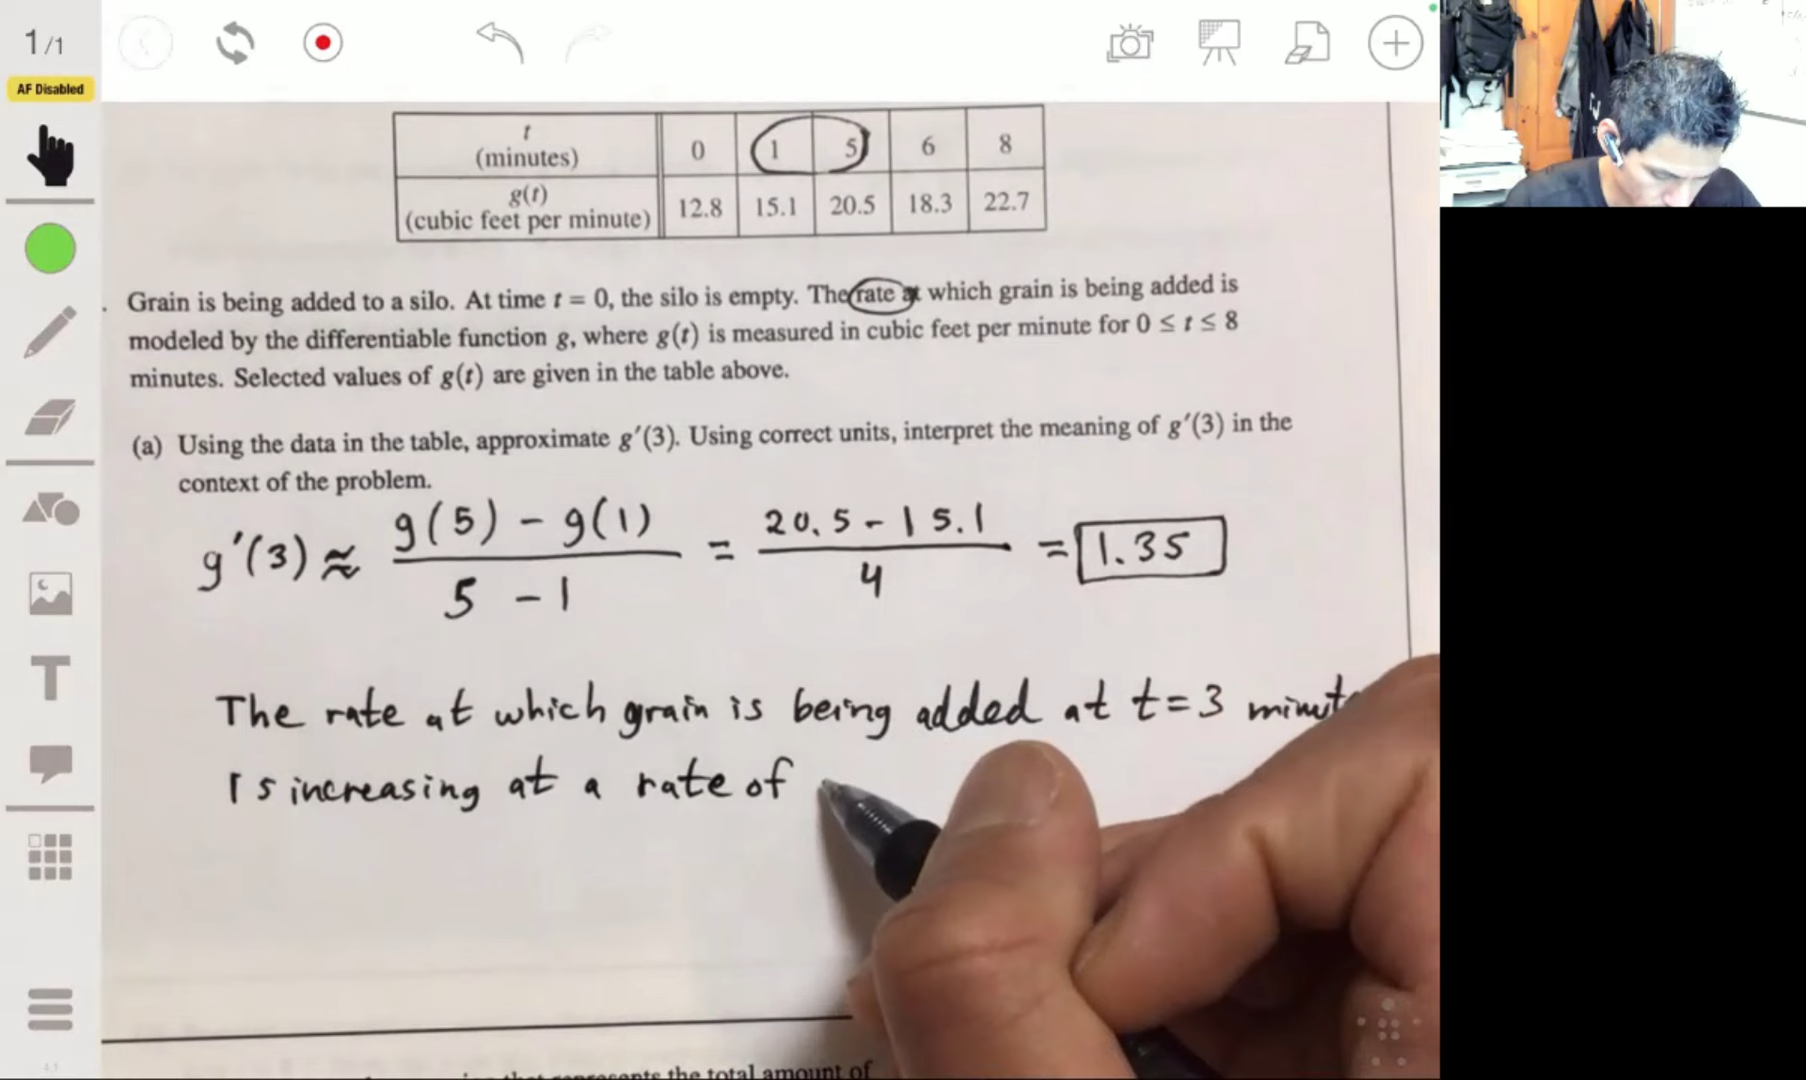 1/1
AF Disabled
t
(minutes)
0 1 5 6 8
g(t)
(cubic feet per minute)
12.8 15.1 20.5 18.3 22.7
. Grain is being added to a silo. At time t = 0, the silo is empty. The rate at which grain is being added is
modeled by the differentiable function g, where g(t) is measured in cubic feet per minute for 0 ≤ t ≤ 8
minutes. Selected values of g(t) are given in the table above.
(a) Using the data in the table, approximate g′(3). Using correct units, interpret the meaning of g′(3) in the
context of the problem.
g'(3) ≈ g(5) - g(1) / 5 - 1 = 20.5 - 15.1 / 4 = 1.35
The rate at which grain is being added at t=3 minut
Is increasing at a rate of
the total amount of
T